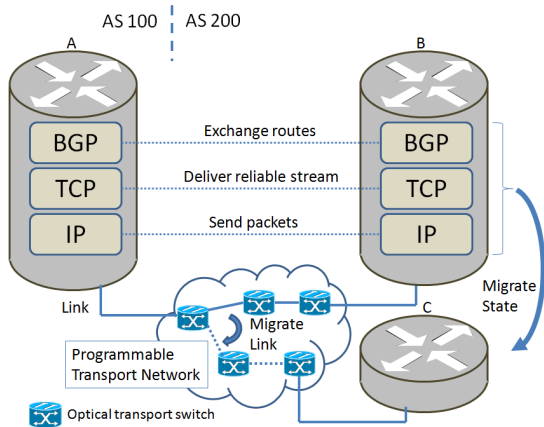 AS 100
AS 200
A
B
BGP
Exchange routes
BGP
TCP
Deliver reliable stream
TCP
IP
Send packets
IP
Link
Migrate
Link
C
Migrate
State
Programmable
Transport Network
Optical transport switch